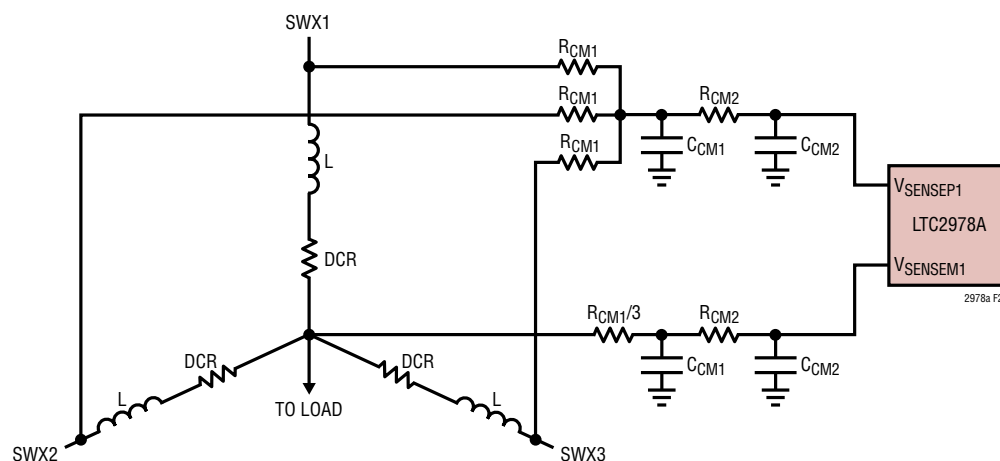 SWX1
RCM1
RCM1
RCM2
RCM1
CCM1
CCM2
L
VSENSEP1
LTC2978A
DCR
VSENSEM1
2978a F2
RCM1/3
RCM2
DCR
DCR
CCM1
CCM2
L
TO LOAD
L
SWX2
SWX3